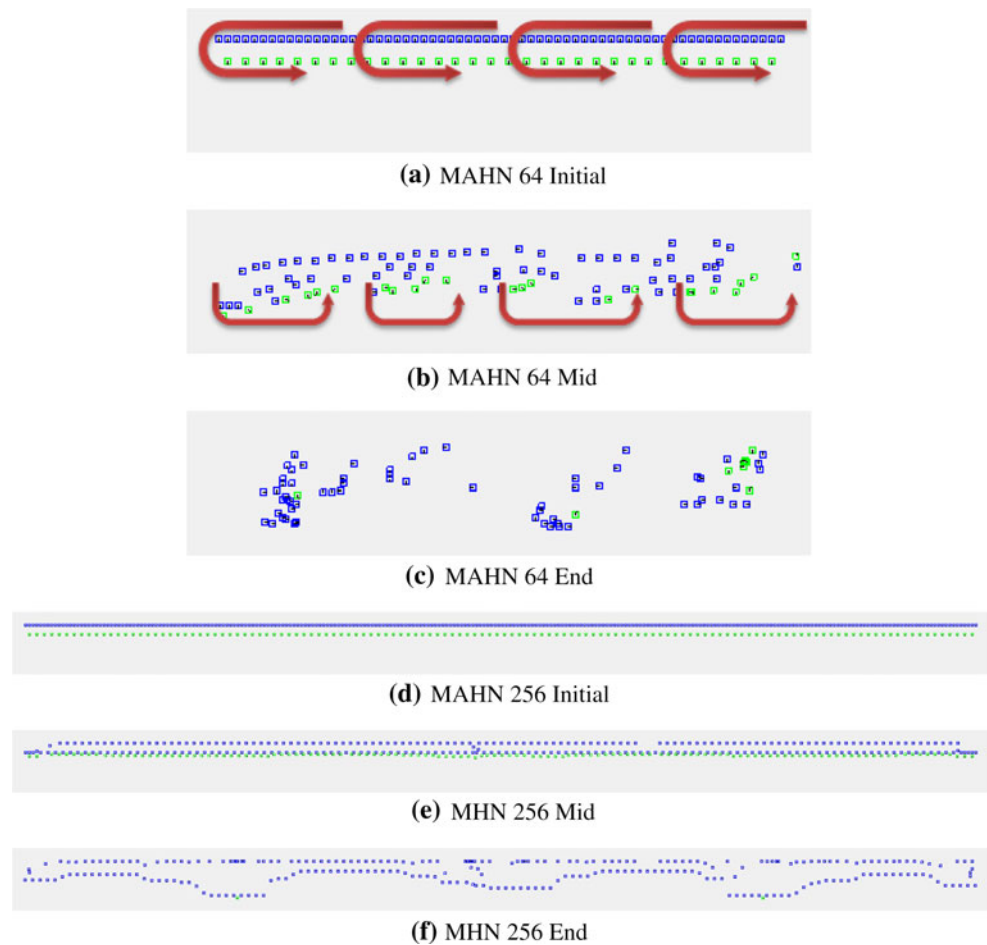 (a) MAHN 64 Initial
(b) MAHN 64 Mid
(c) MAHN 64 End
(d) MAHN 256 Initial
(e) MHN 256 Mid
(f) MHN 256 End